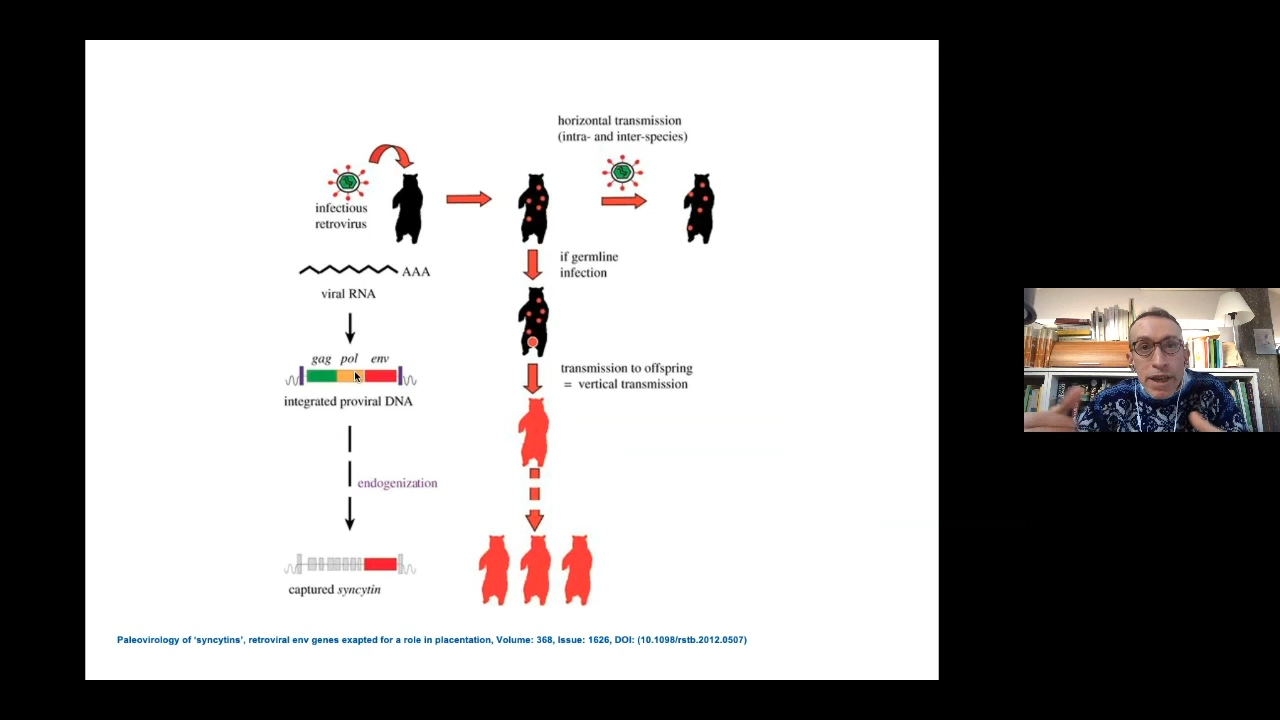 horizontal transmission
(intra- and inter-species)
infectious
retrovirus
AAA
viral RNA
if germline
infection
gag pol env
integrated proviral DNA
transmission to offspring
= vertical transmission
endogenization
captured syncytin
Paleovirology of ‘syncytins’, retroviral env genes exapted for a role in placentation, Volume: 368, Issue: 1626, DOI: (10.1098/rstb.2012.0507)